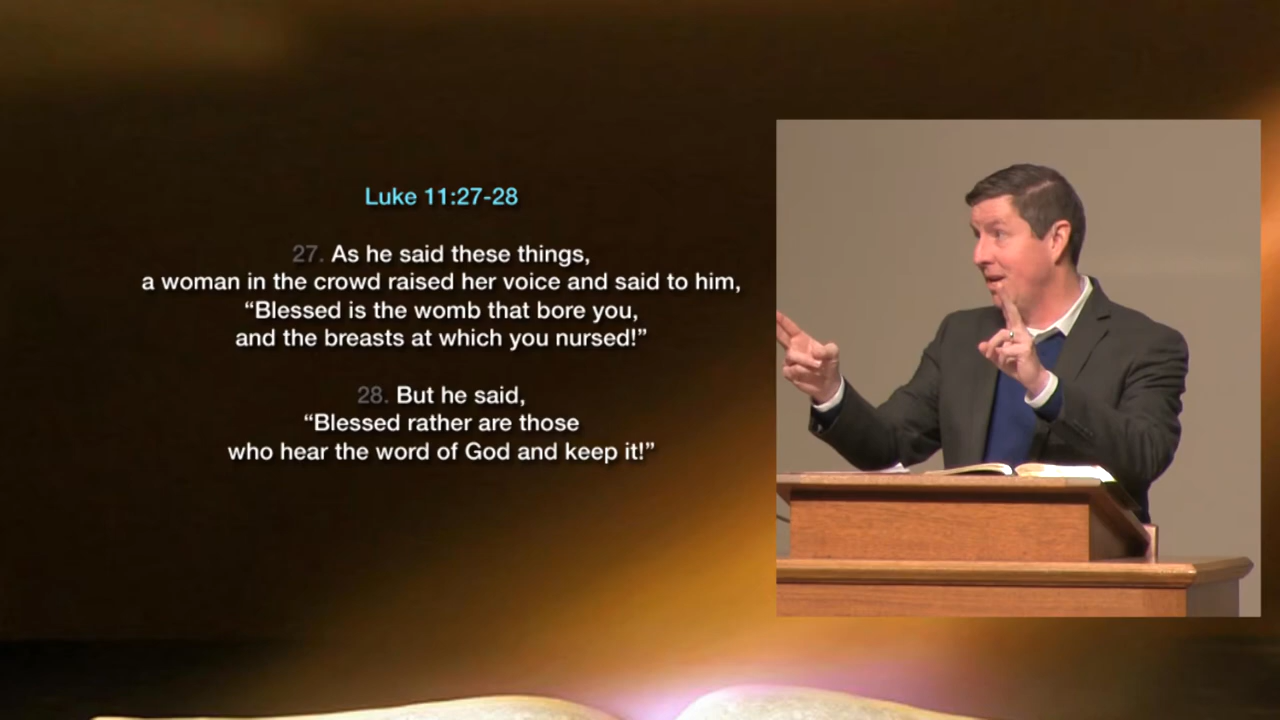 Luke 11:27-28
27. As he said these things,
a woman in the crowd raised her voice and said to him,
“Blessed is the womb that bore you,
and the breasts at which you nursed!”
28. But he said,
“Blessed rather are those
who hear the word of God and keep it!”